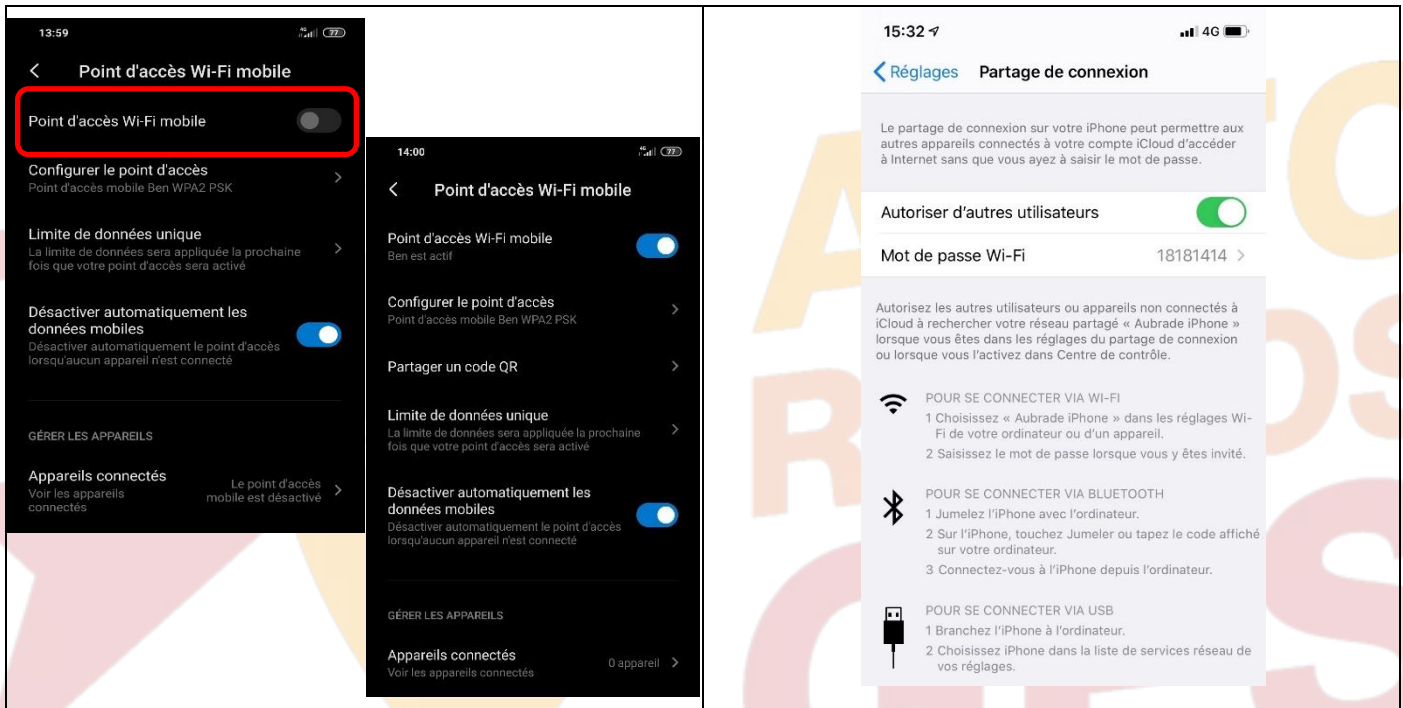 13:59
4G
77
Point d'accès Wi-Fi mobile
Point d'accès Wi-Fi mobile
Configurer le point d'accès
Point d'accès mobile Ben WPA2 PSK
Limite de données unique
La limite de données sera appliquée la prochaine
fois que votre point d'accès sera activé
Désactiver automatiquement les
données mobiles
Désactiver automatiquement le point d'accès
lorsqu'aucun appareil n'est connecté
GÉRER LES APPAREILS
Appareils connectés
Voir les appareils
connectés
Le point d'accès
mobile est désactivé
14:00
4G
77
Point d'accès Wi-Fi mobile
Point d'accès Wi-Fi mobile
Ben est actif
Configurer le point d'accès
Point d'accès mobile Ben WPA2 PSK
Partager un code QR
Limite de données unique
La limite de données sera appliquée la prochaine
fois que votre point d'accès sera activé
Désactiver automatiquement les
données mobiles
Désactiver automatiquement le point d'accès
lorsqu'aucun appareil n'est connecté
GÉRER LES APPAREILS
Appareils connectés
Voir les appareils connectés
0 appareil
15:32
4G
Réglages Partage de connexion
Le partage de connexion sur votre iPhone peut permettre aux
autres appareils connectés à votre compte iCloud d'accéder
à Internet sans que vous ayez à saisir le mot de passe.
Autoriser d'autres utilisateurs
Mot de passe Wi-Fi 18181414
Autorisez les autres utilisateurs ou appareils non connectés à
iCloud à rechercher votre réseau partagé « Aubrade iPhone »
lorsque vous êtes dans les réglages du partage de connexion
ou lorsque vous l'activez dans Centre de contrôle.
POUR SE CONNECTER VIA WI-FI
1 Choisissez « Aubrade iPhone » dans les réglages Wi-
Fi de votre ordinateur ou d'un appareil.
2 Saisissez le mot de passe lorsque vous y êtes invité.
POUR SE CONNECTER VIA BLUETOOTH
1 Jumelez l'iPhone avec l'ordinateur.
2 Sur l'iPhone, touchez Jumeler ou tapez le code affiché
sur votre ordinateur.
3 Connectez-vous à l'iPhone depuis l'ordinateur.
POUR SE CONNECTER VIA USB
1 Branchez l'iPhone à l'ordinateur.
2 Choisissez iPhone dans la liste de services réseau de
vos réglages.